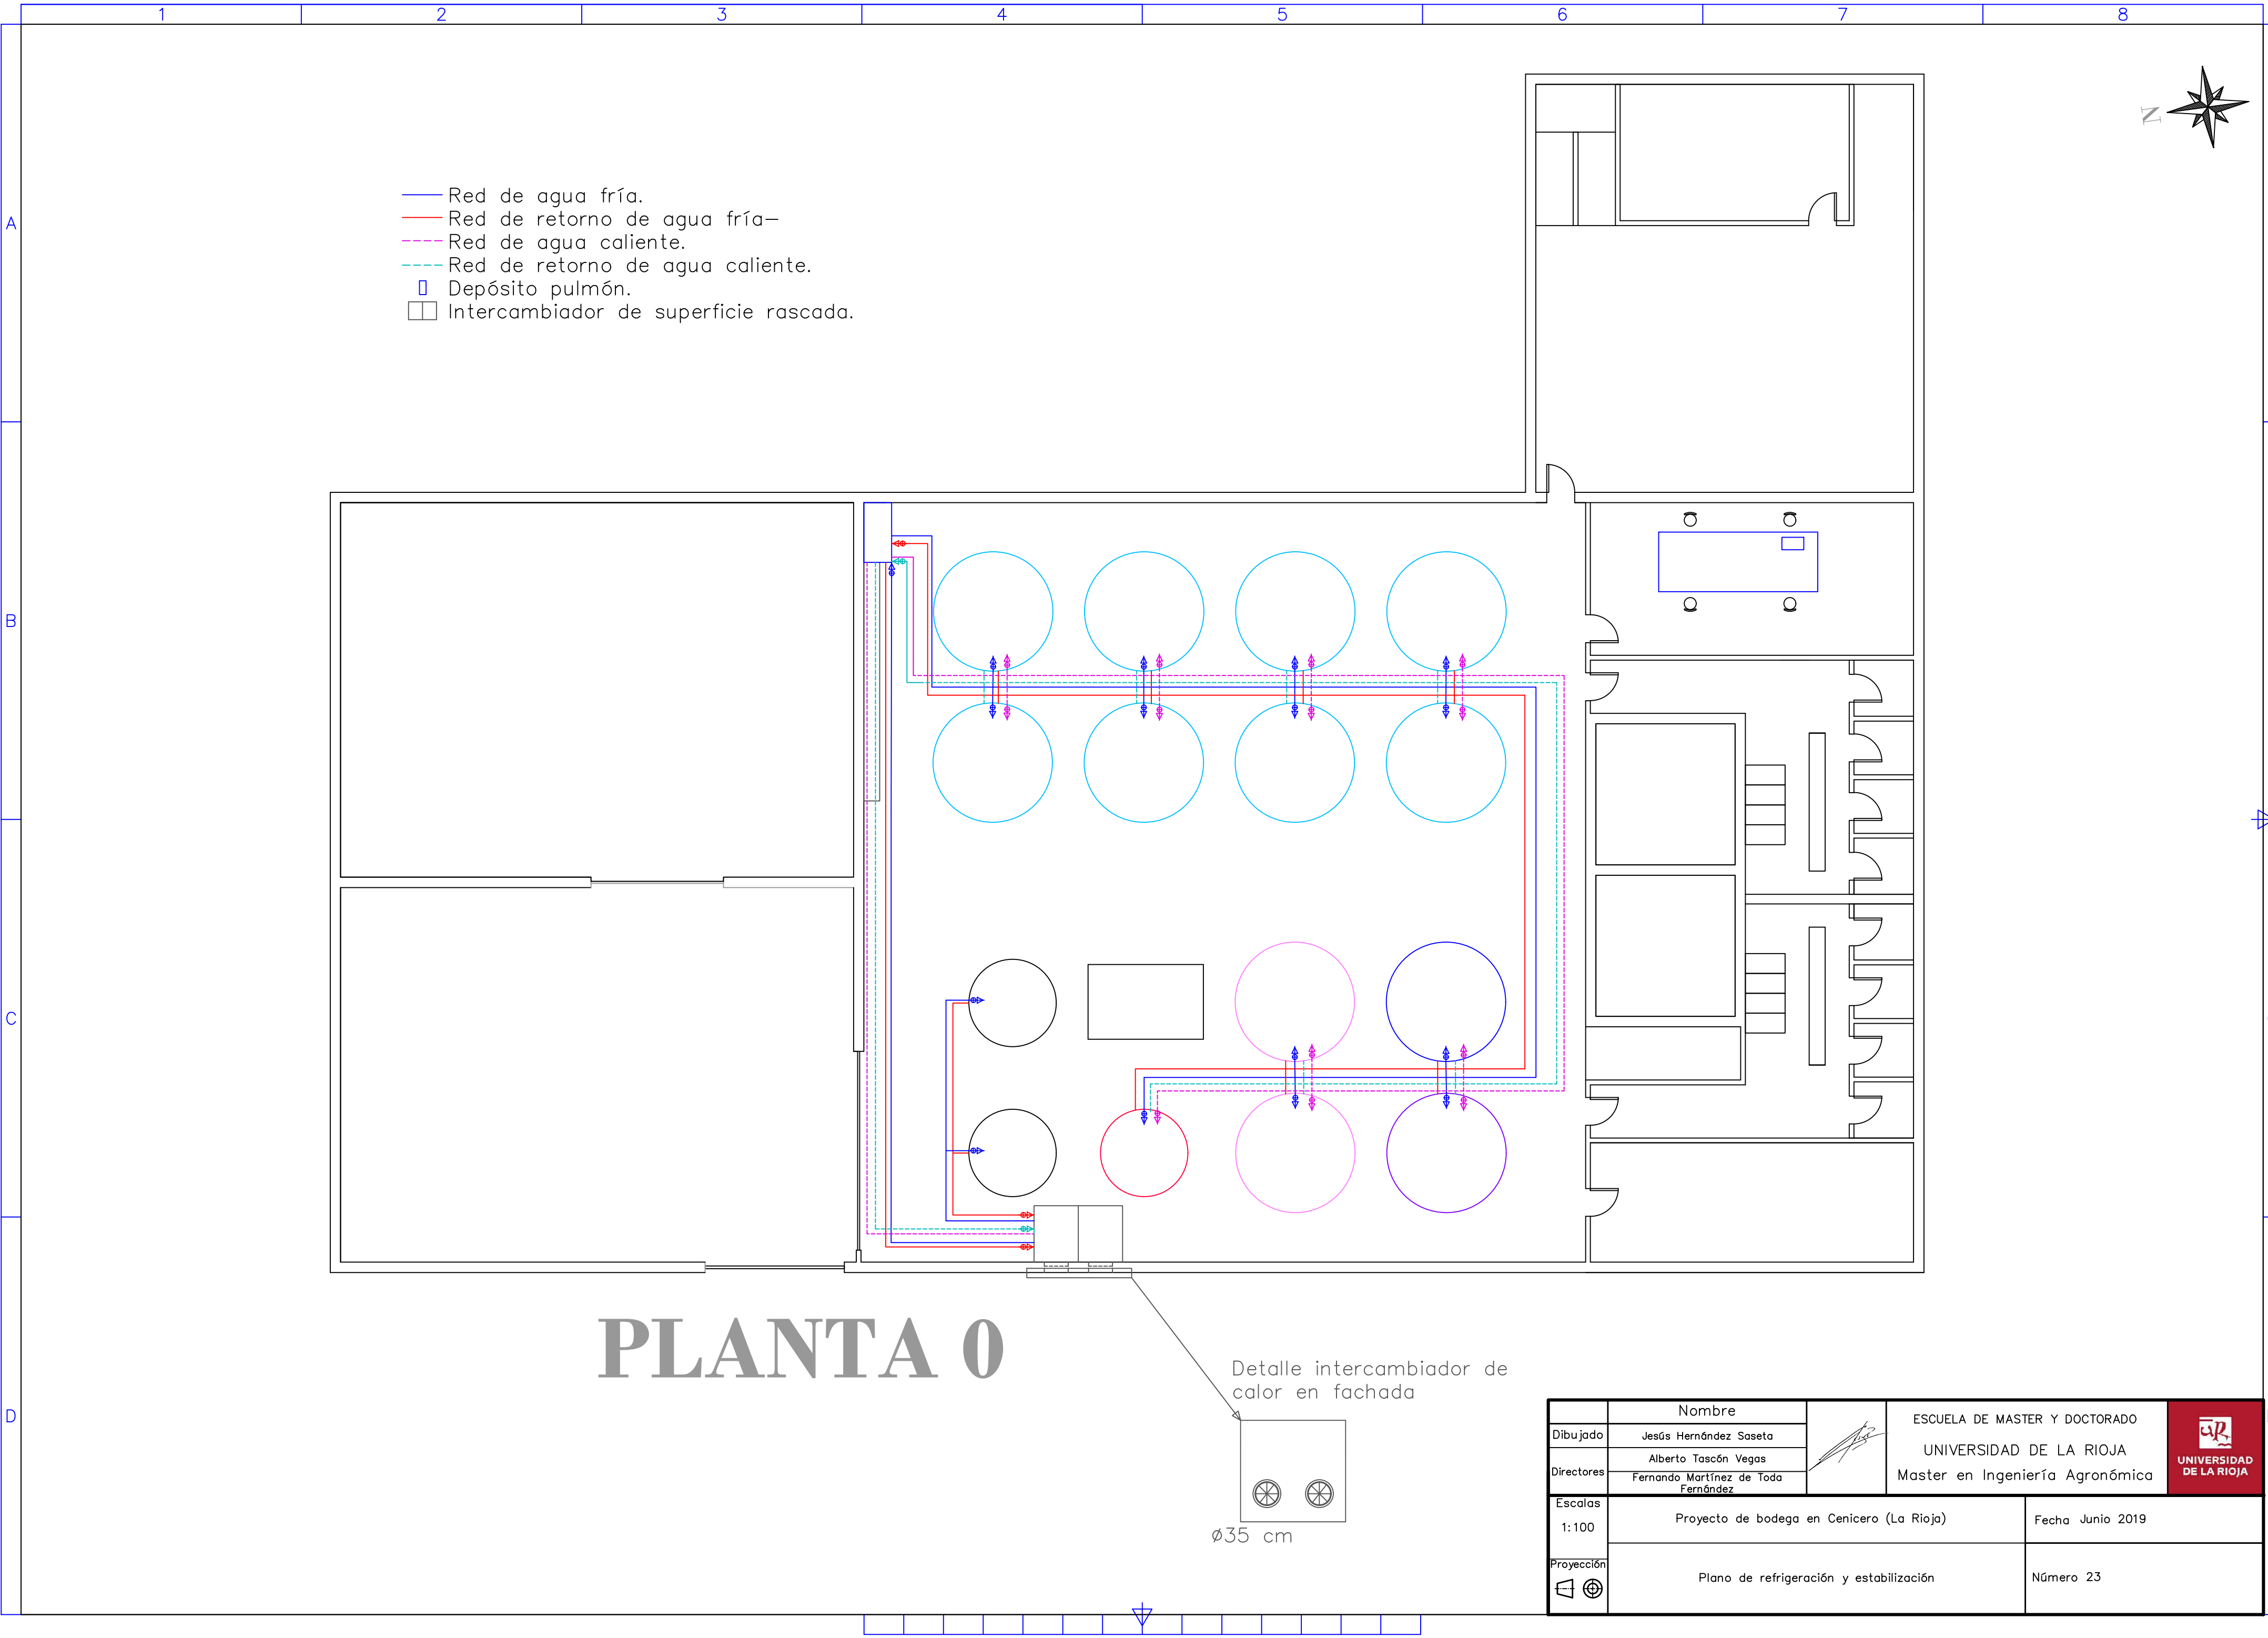 1 2 3 4 5 6 7 8
A
B
C
D
N
Red de agua fría.
Red de retorno de agua fría-
Red de agua caliente.
Red de retorno de agua caliente.
Depósito pulmón.
Intercambiador de superficie rascada.
PLANTA 0
Detalle intercambiador de
calor en fachada
Ø35 cm
Nombre
Dibujado
Jesús Hernández Saseta
Directores
Alberto Tascón Vegas
Fernando Martínez de Toda
Fernández
ESCUELA DE MASTER Y DOCTORADO
UNIVERSIDAD DE LA RIOJA
Master en Ingeniería Agronómica
UNIVERSIDAD
DE LA RIOJA
Escalas
1:100
Proyecto de bodega en Cenicero (La Rioja)
Fecha Junio 2019
Proyección
Plano de refrigeración y estabilización
Número 23